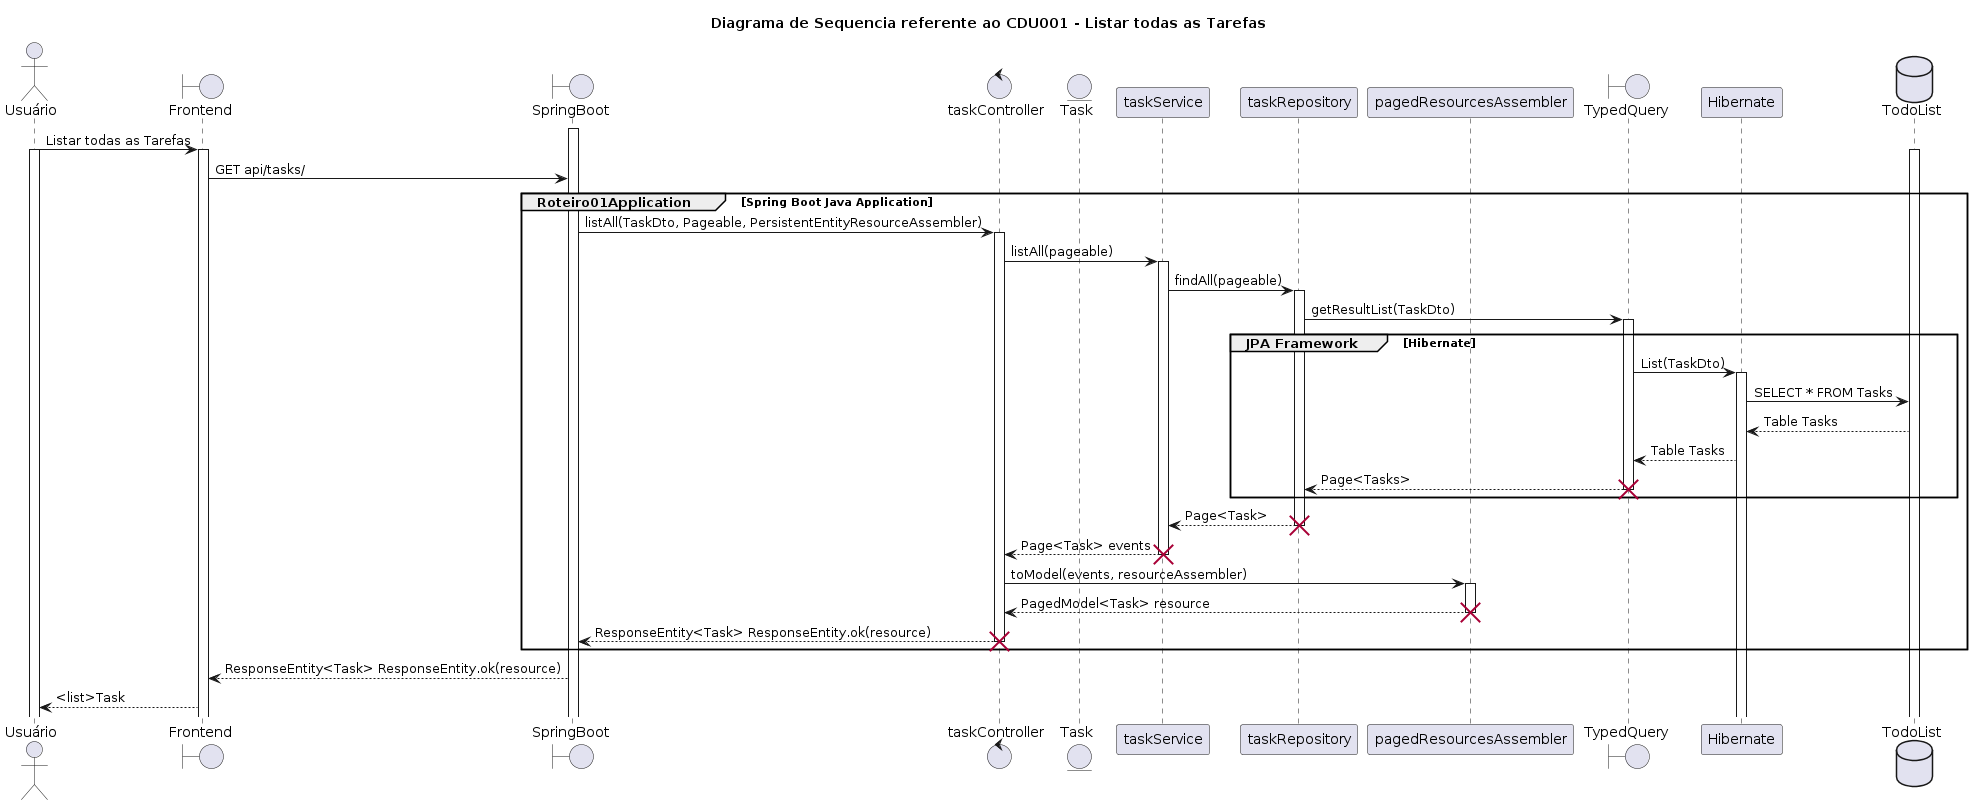 Diagrama de Sequencia referente ao CDU001 - Listar todas as Tarefas
Usuário
Frontend
SpringBoot
taskController
Task
taskService
taskRepository
pagedResourcesAssembler
TypedQuery
Hibernate
TodoList
Listar todas as Tarefas
GET api/tasks/
Roteiro01Application [Spring Boot Java Application]
listAll(TaskDto, Pageable, PersistentEntityResourceAssembler)
listAll(pageable)
findAll(pageable)
getResultList(TaskDto)
JPA Framework [Hibernate]
List(TaskDto)
SELECT * FROM Tasks
Table Tasks
Table Tasks
Page<Tasks>
Page<Task>
Page<Task> events
toModel(events, resourceAssembler)
PagedModel<Task> resource
ResponseEntity<Task> ResponseEntity.ok(resource)
ResponseEntity<Task> ResponseEntity.ok(resource)
<list>Task
Usuário
Frontend
SpringBoot
taskController
Task
taskService
taskRepository
pagedResourcesAssembler
TypedQuery
Hibernate
TodoList